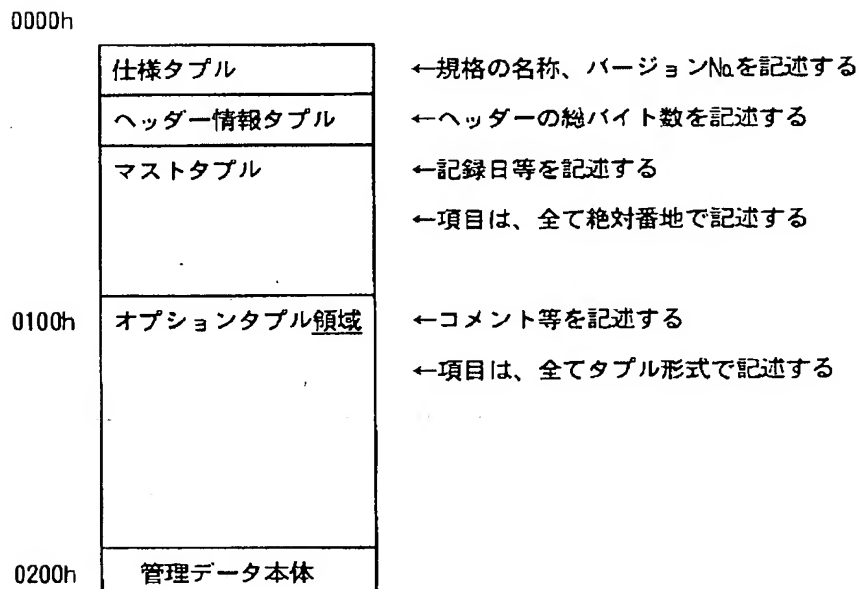 0000h
仕様タプル ←規格の名称、バージョン№を記述する
ヘッダー情報タプル ←ヘッダーの総バイト数を記述する
マストタプル ←記録日等を記述する
←項目は、全て絶対番地で記述する
0100h オプションタプル領域 ←コメント等を記述する
←項目は、全てタプル形式で記述する
0200h 管理データ本体